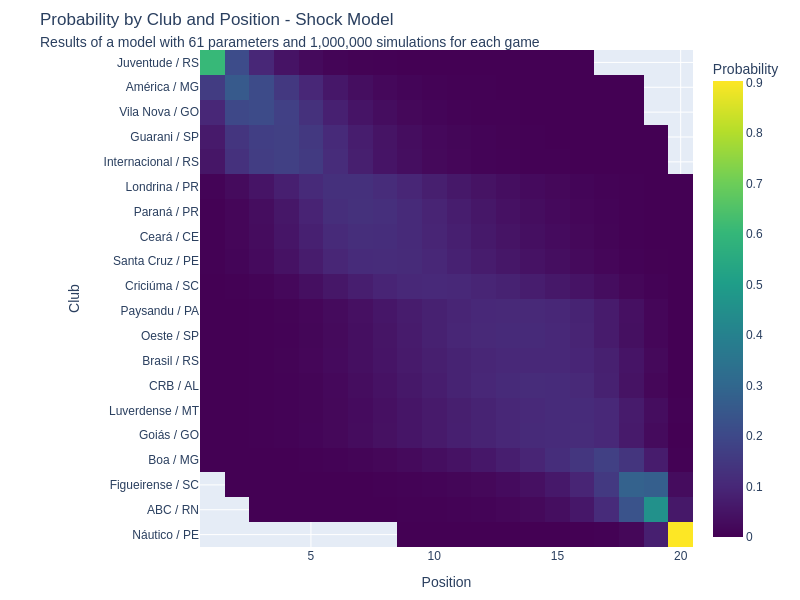 Probability by Club and Position - Shock Model
Results of a model with 61 parameters and 1,000,000 simulations for each game
Probability
Juventude / RS
América / MG
Vila Nova / GO
Guarani / SP
Internacional / RS
Londrina / PR
Paraná / PR
Ceará / CE
Santa Cruz / PE
Criciúma / SC
Paysandu / PA
Oeste / SP
Brasil / RS
CRB / AL
Luverdense / MT
Goiás / GO
Boa / MG
Figueirense / SC
ABC / RN
Náutico / PE
Club
0.9
0.8
0.7
0.6
0.5
0.4
0.3
0.2
0.1
0
5
10
15
20
Position